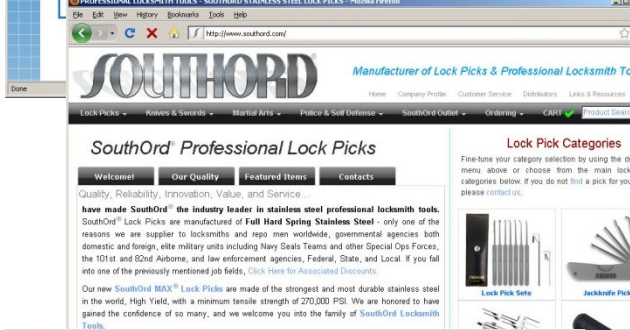 PROFESSIONAL LOCKSMITH TOOLS - SOUTHORD STAINLESS STEEL LOCK PICKS - Mozilla Firefox
File Edit View History Bookmarks Tools Help
http://www.southord.com/
Done
SOUTHORD
Manufacturer of Lock Picks & Professional Locksmith To
Home Company Profile Customer Service Distributors Links & Resources
Lock Picks Knives & Swords Martial Arts Police & Self Defense SouthOrd Outlet Ordering CART Product Sear
SouthOrd® Professional Lock Picks
Welcome! Our Quality Featured Items Contacts
Quality, Reliability, Innovation, Value, and Service...
have made SouthOrd® the industry leader in stainless steel professional locksmith tools.
SouthOrd® Lock Picks are manufactured of Full Hard Spring Stainless Steel - only one of the
reasons we are supplier to locksmiths and repo men worldwide, governmental agencies both
domestic and foreign, elite military units including Navy Seals Teams and other Special Ops Forces,
the 101st and 82nd Airborne, and law enforcement agencies, Federal, State, and Local. If you fall
into one of the previously mentioned job fields, Click Here for Associated Discounts.
Our new SouthOrd MAX® Lock Picks are made of the strongest and most durable stainless steel
in the world, High Yield, with a minimum tensile strength of 270,000 PSI. We are honored to have
gained the confidence of so many, and we welcome you into the family of SouthOrd Locksmith
Tools.
Lock Pick Categories
Fine-tune your category selection by using the d
menu above or choose from the main lock
categories below. If you do not find a pick for yo
please contact us.
Lock Pick Sets Jackknife Pick